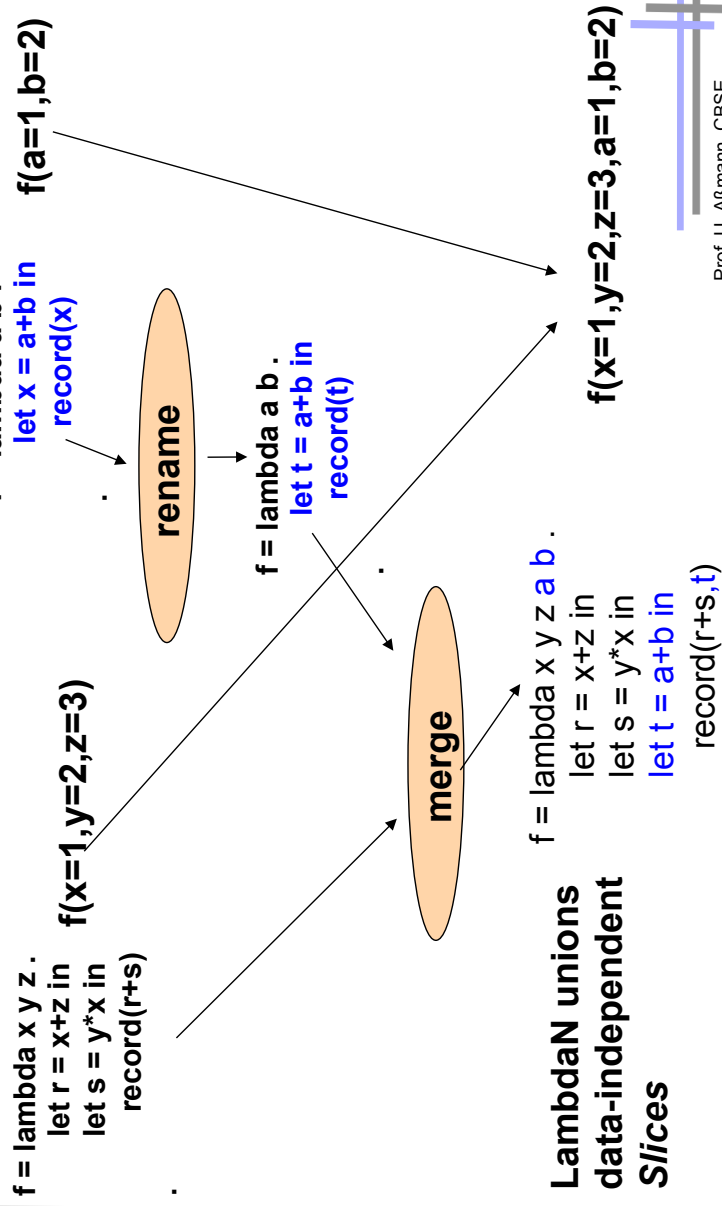 f = lambda x y z .
let r = x+z in
let s = y*x in
record(r+s)
.
f(x=1,y=2,z=3)
let x = a+b in
record(x)
.
f(a=1,b=2)
rename
f = lambda a b .
let t = a+b in
record(t)
.
merge
f(x=1,y=2,z=3,a=1,b=2)
LambdaN unions
data-independent
Slices
f = lambda x y z a b .
let r = x+z in
let s = y*x in
let t = a+b in
record(r+s,t)